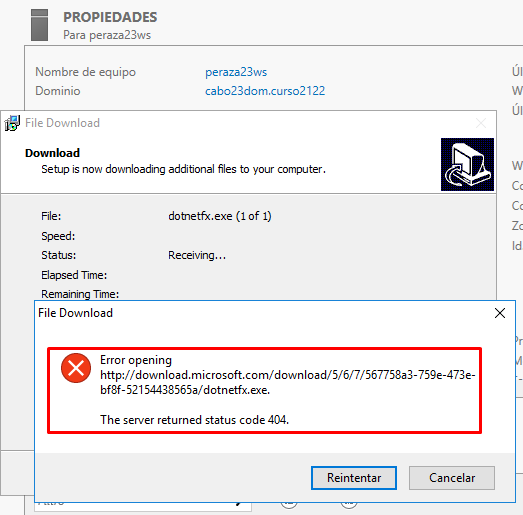 PROPIEDADES
Para peraza23ws
Nombre de equipo peraza23ws
Dominio cabo23dom.curso2122
File Download
Download
Setup is now downloading additional files to your computer.
File: dotnetfx.exe (1 of 1)
Speed:
Status: Receiving...
Elapsed Time:
Remaining Time:
File Download
Error opening
http://download.microsoft.com/download/5/6/7/567758a3-759e-473e-
bf8f-52154438565a/dotnetfx.exe.
The server returned status code 404.
Reintentar Cancelar